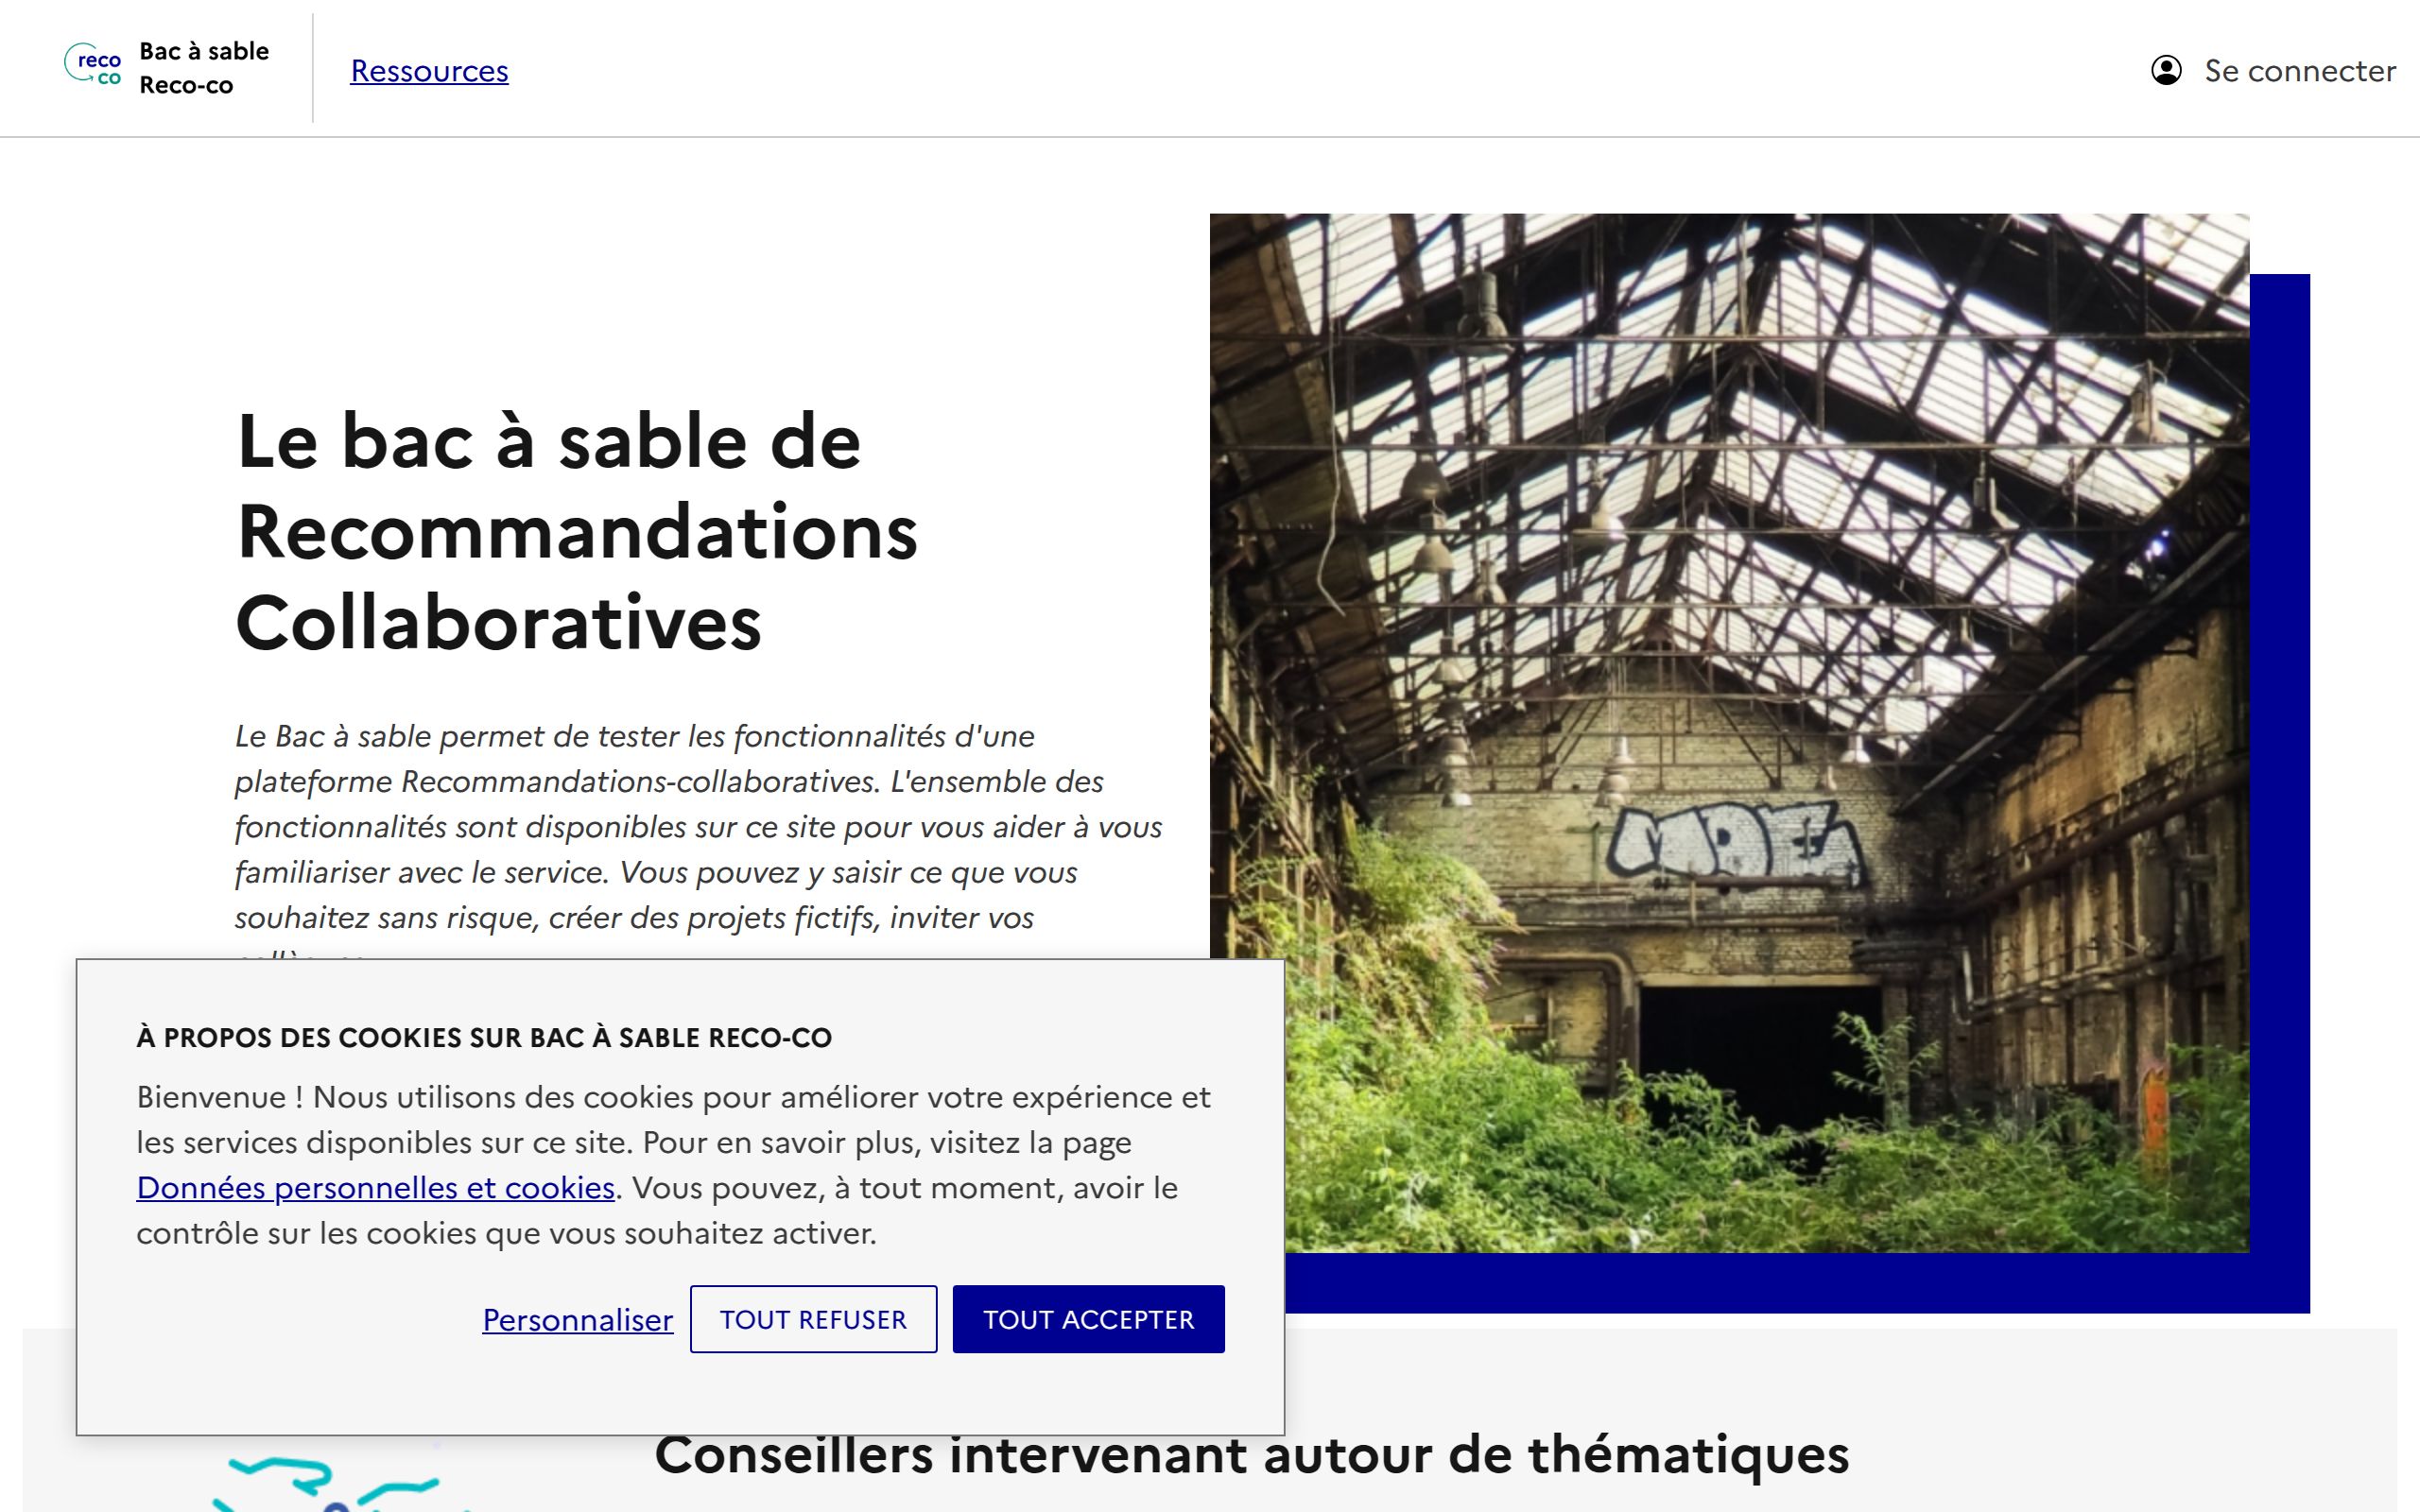 reco
co
Bac à sable
Reco-co
Ressources
Se connecter
Le bac à sable de
Recommandations
Collaboratives
Le Bac à sable permet de tester les fonctionnalités d'une
plateforme Recommandations-collaboratives. L'ensemble des
fonctionnalités sont disponibles sur ce site pour vous aider à vous
familiariser avec le service. Vous pouvez y saisir ce que vous
souhaitez sans risque, créer des projets fictifs, inviter vos
À PROPOS DES COOKIES SUR BAC À SABLE RECO-CO
Bienvenue ! Nous utilisons des cookies pour améliorer votre expérience et
les services disponibles sur ce site. Pour en savoir plus, visitez la page
Données personnelles et cookies. Vous pouvez, à tout moment, avoir le
contrôle sur les cookies que vous souhaitez activer.
Personnaliser
TOUT REFUSER
TOUT ACCEPTER
Conseillers intervenant autour de thématiques